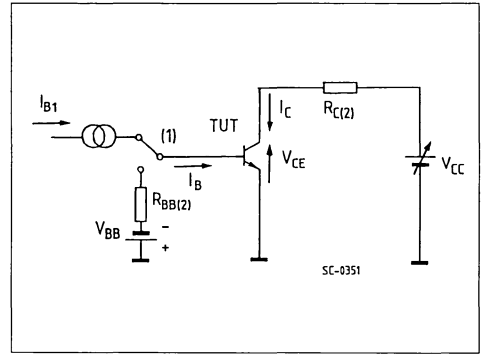 I_B1
(1)
TUT
I_C
R_C(2)
I_B
V_CE
V_CC
R_BB(2)
V_BB
−
+
SC-0351